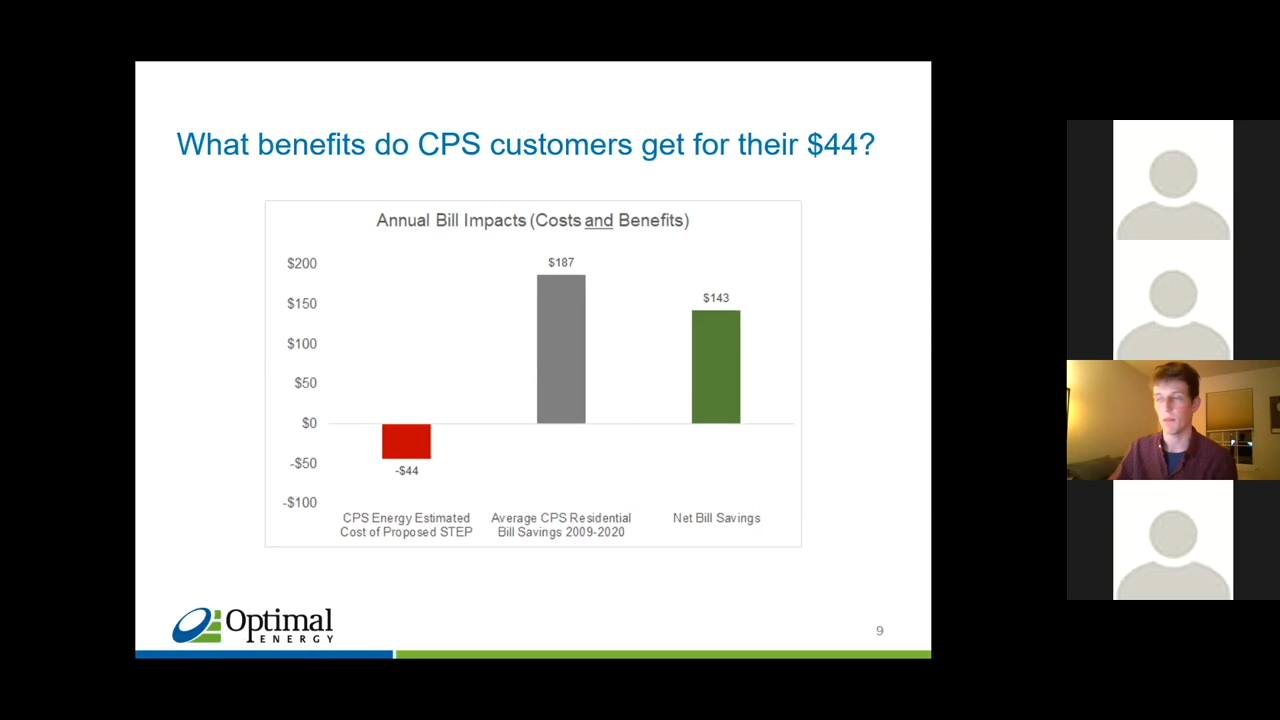 What benefits do CPS customers get for their $44?
Annual Bill Impacts (Costs and Benefits)
$200
$150
$100
$50
$0
-$50
-$100
$187
$143
-$44
CPS Energy Estimated
Cost of Proposed STEP
Average CPS Residential
Bill Savings 2009-2020
Net Bill Savings
Optimal
ENERGY
9